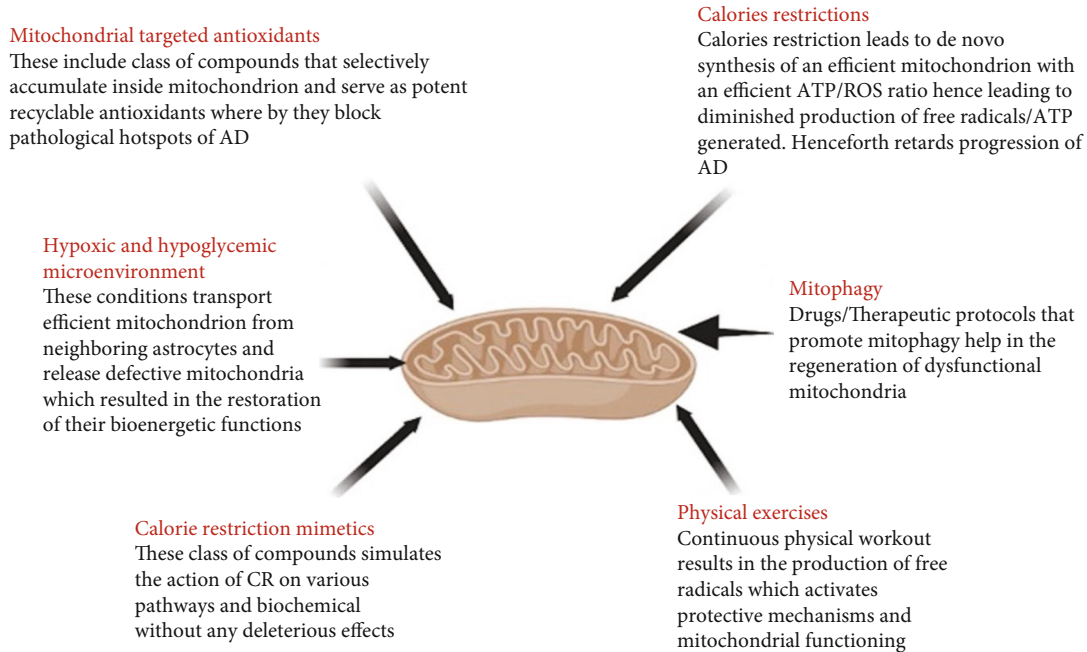 Mitochondrial targeted antioxidants
These include class of compounds that selectively
accumulate inside mitochondrion and serve as potent
recyclable antioxidants where by they block
pathological hotspots of AD
Calories restrictions
Calories restriction leads to de novo
synthesis of an efficient mitochondrion with
an efficient ATP/ROS ratio hence leading to
diminished production of free radicals/ATP
generated. Henceforth retards progression of
AD
Hypoxic and hypoglycemic
microenvironment
These conditions transport
efficient mitochondrion from
neighboring astrocytes and
release defective mitochondria
which resulted in the restoration
of their bioenergetic functions
Mitophagy
Drugs/Therapeutic protocols that
promote mitophagy help in the
regeneration of dysfunctional
mitochondria
Calorie restriction mimetics
These class of compounds simulates
the action of CR on various
pathways and biochemical
without any deleterious effects
Physical exercises
Continuous physical workout
results in the production of free
radicals which activates
protective mechanisms and
mitochondrial functioning